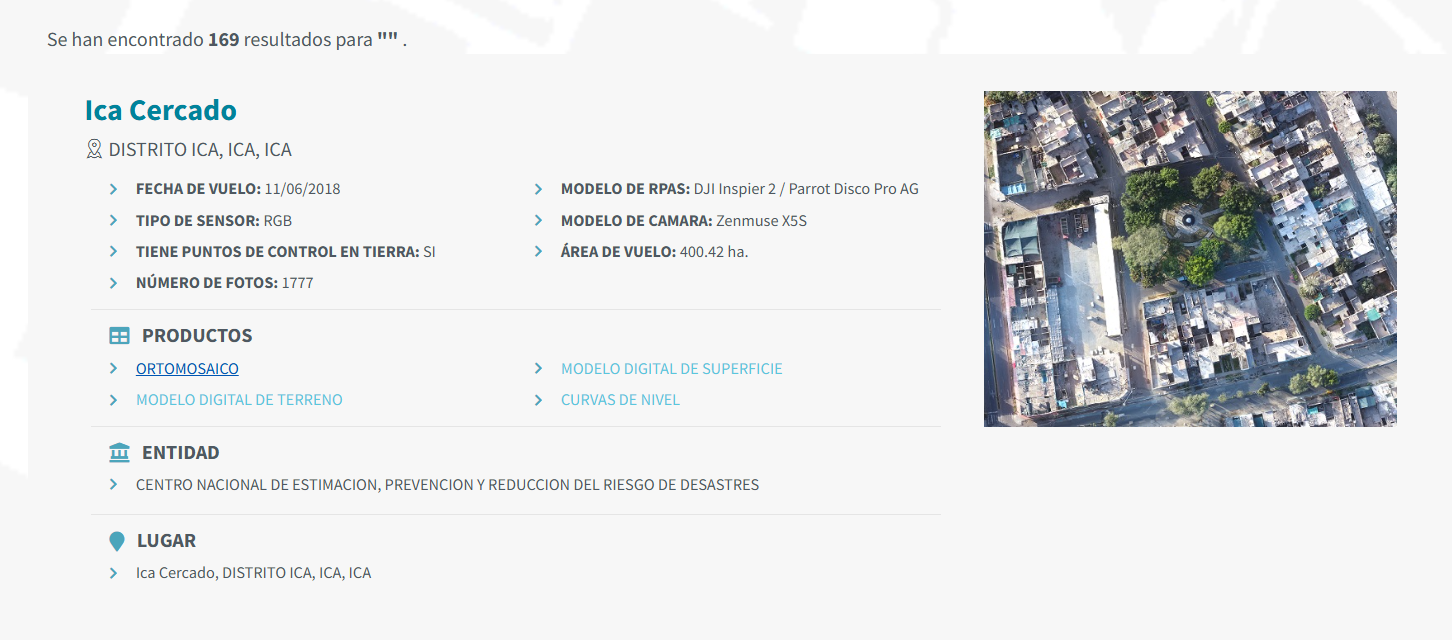 Se han encontrado 169 resultados para "" .
Ica Cercado
DISTRITO ICA, ICA, ICA
FECHA DE VUELO: 11/06/2018
MODELO DE RPAS: DJI Inspier 2 / Parrot Disco Pro AG
TIPO DE SENSOR: RGB
MODELO DE CAMARA: Zenmuse X5S
TIENE PUNTOS DE CONTROL EN TIERRA: SI
ÁREA DE VUELO: 400.42 ha.
NÚMERO DE FOTOS: 1777
PRODUCTOS
ORTOMOSAICO
MODELO DIGITAL DE SUPERFICIE
MODELO DIGITAL DE TERRENO
CURVAS DE NIVEL
ENTIDAD
CENTRO NACIONAL DE ESTIMACION, PREVENCION Y REDUCCION DEL RIESGO DE DESASTRES
LUGAR
Ica Cercado, DISTRITO ICA, ICA, ICA